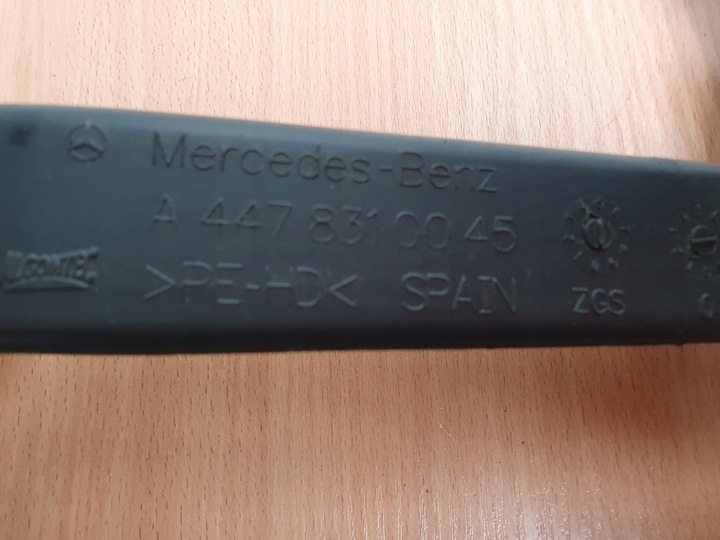 Mercedes-Benz
A 447 831 00 45
>PE-HD< SPAIN
ZGS